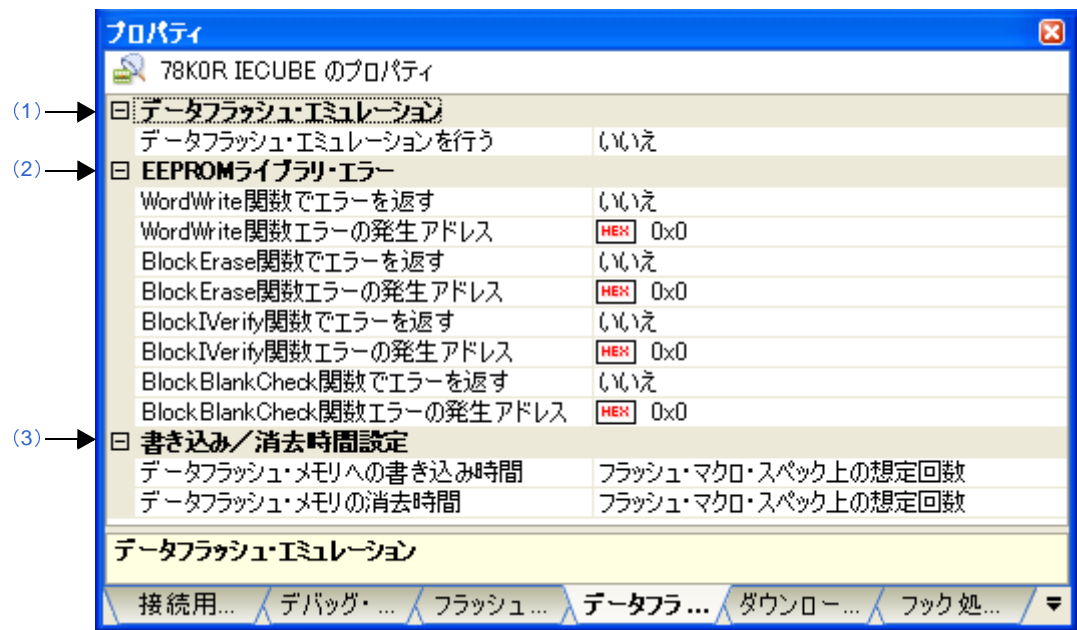 プロパティ
78K0R IECUBE のプロパティ
(1) データフラッシュ・エミュレーション
データフラッシュ・エミュレーションを行う いいえ
(2) EEPROMライブラリ・エラー
WordWrite関数でエラーを返す いいえ
WordWrite関数エラーの発生アドレス HEX 0x0
BlockErase関数でエラーを返す いいえ
BlockErase関数エラーの発生アドレス HEX 0x0
BlockIVerify関数でエラーを返す いいえ
BlockIVerify関数エラーの発生アドレス HEX 0x0
BlockBlankCheck関数でエラーを返す いいえ
BlockBlankCheck関数エラーの発生アドレス HEX 0x0
(3) 書き込み／消去時間設定
データフラッシュ・メモリへの書き込み時間 フラッシュ・マクロ・スペック上の想定回数
データフラッシュ・メモリの消去時間 フラッシュ・マクロ・スペック上の想定回数
データフラッシュ・エミュレーション
接続用... デバッグ・ ... フラッシュ... データフラ ... ダウンロー... フック処...